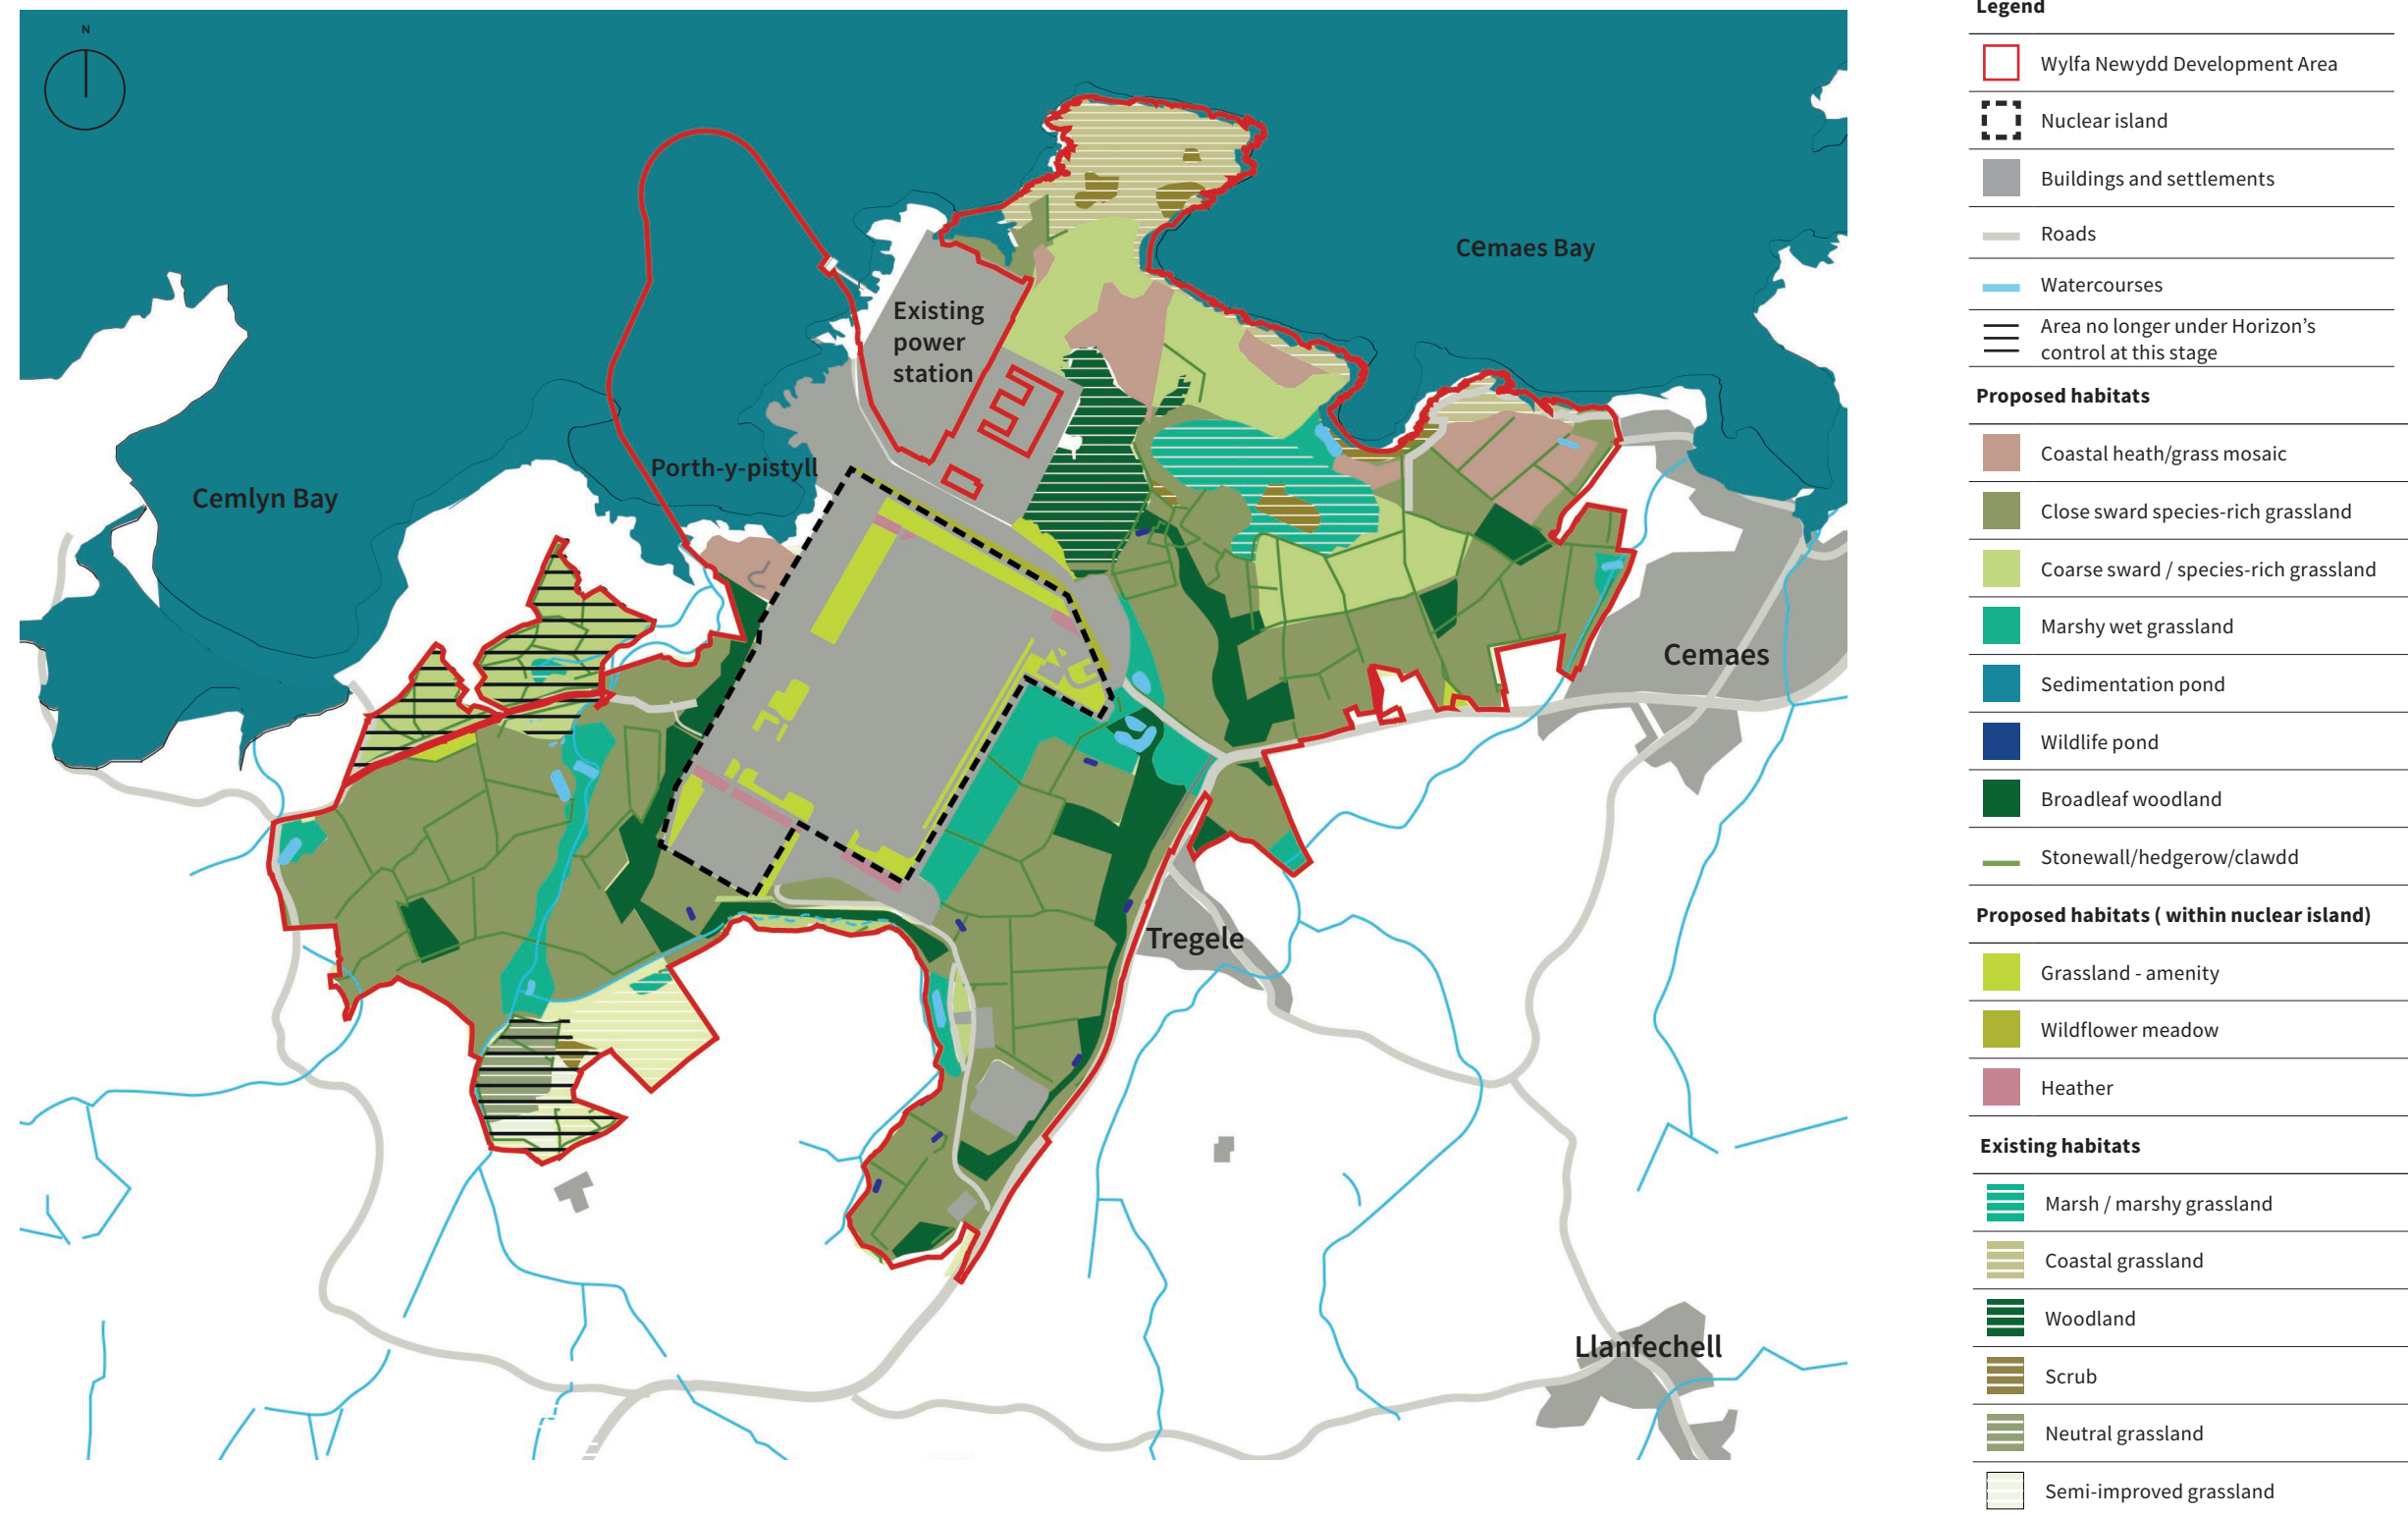 N
Existing
power
station
Cemaes Bay
Porth-y-pistyll
Cemlyn Bay
Cemaes
Tregele
Llanfechell
Legend
Wylfa Newydd Development Area
Nuclear island
Buildings and settlements
Roads
Watercourses
Area no longer under Horizon’s
control at this stage
Proposed habitats
Coastal heath/grass mosaic
Close sward species-rich grassland
Coarse sward / species-rich grassland
Marshy wet grassland
Sedimentation pond
Wildlife pond
Broadleaf woodland
Stonewall/hedgerow/clawdd
Proposed habitats ( within nuclear island)
Grassland - amenity
Wildflower meadow
Heather
Existing habitats
Marsh / marshy grassland
Coastal grassland
Woodland
Scrub
Neutral grassland
Semi-improved grassland